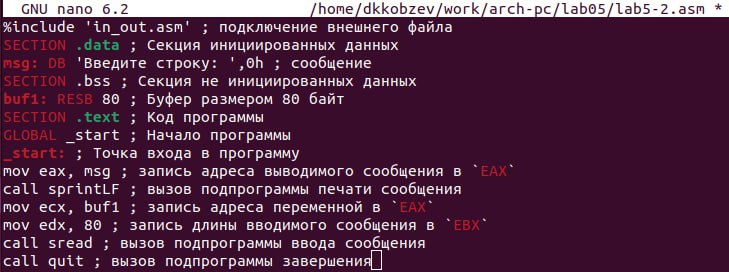 GNU nano 6.2 /home/dkkobzev/work/arch-pc/lab05/lab5-2.asm *
%include 'in_out.asm' ; подключение внешнего файла
SECTION .data ; Секция инициированных данных
msg: DB 'Введите строку: ',0h ; сообщение
SECTION .bss ; Секция не инициированных данных
buf1: RESB 80 ; Буфер размером 80 байт
SECTION .text ; Код программы
GLOBAL _start ; Начало программы
_start: ; Точка входа в программу
mov eax, msg ; запись адреса выводимого сообщения в `EAX`
call sprintLF ; вызов подпрограммы печати сообщения
mov ecx, buf1 ; запись адреса переменной в `EAX`
mov edx, 80 ; запись длины вводимого сообщения в `EBX`
call sread ; вызов подпрограммы ввода сообщения
call quit ; вызов подпрограммы завершения